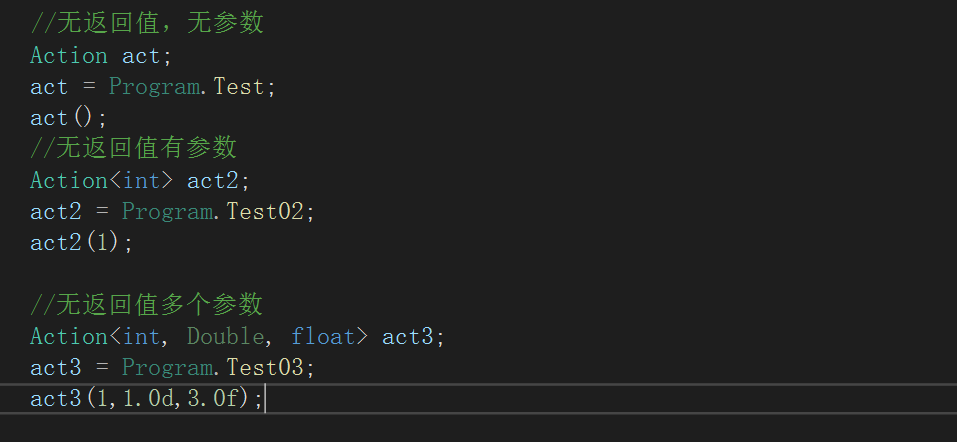 //无返回值，无参数
Action act;
act = Program.Test;
act();
//无返回值有参数
Action<int> act2;
act2 = Program.Test02;
act2(1);
//无返回值多个参数
Action<int, Double, float> act3;
act3 = Program.Test03;
act3(1,1.0d,3.0f);